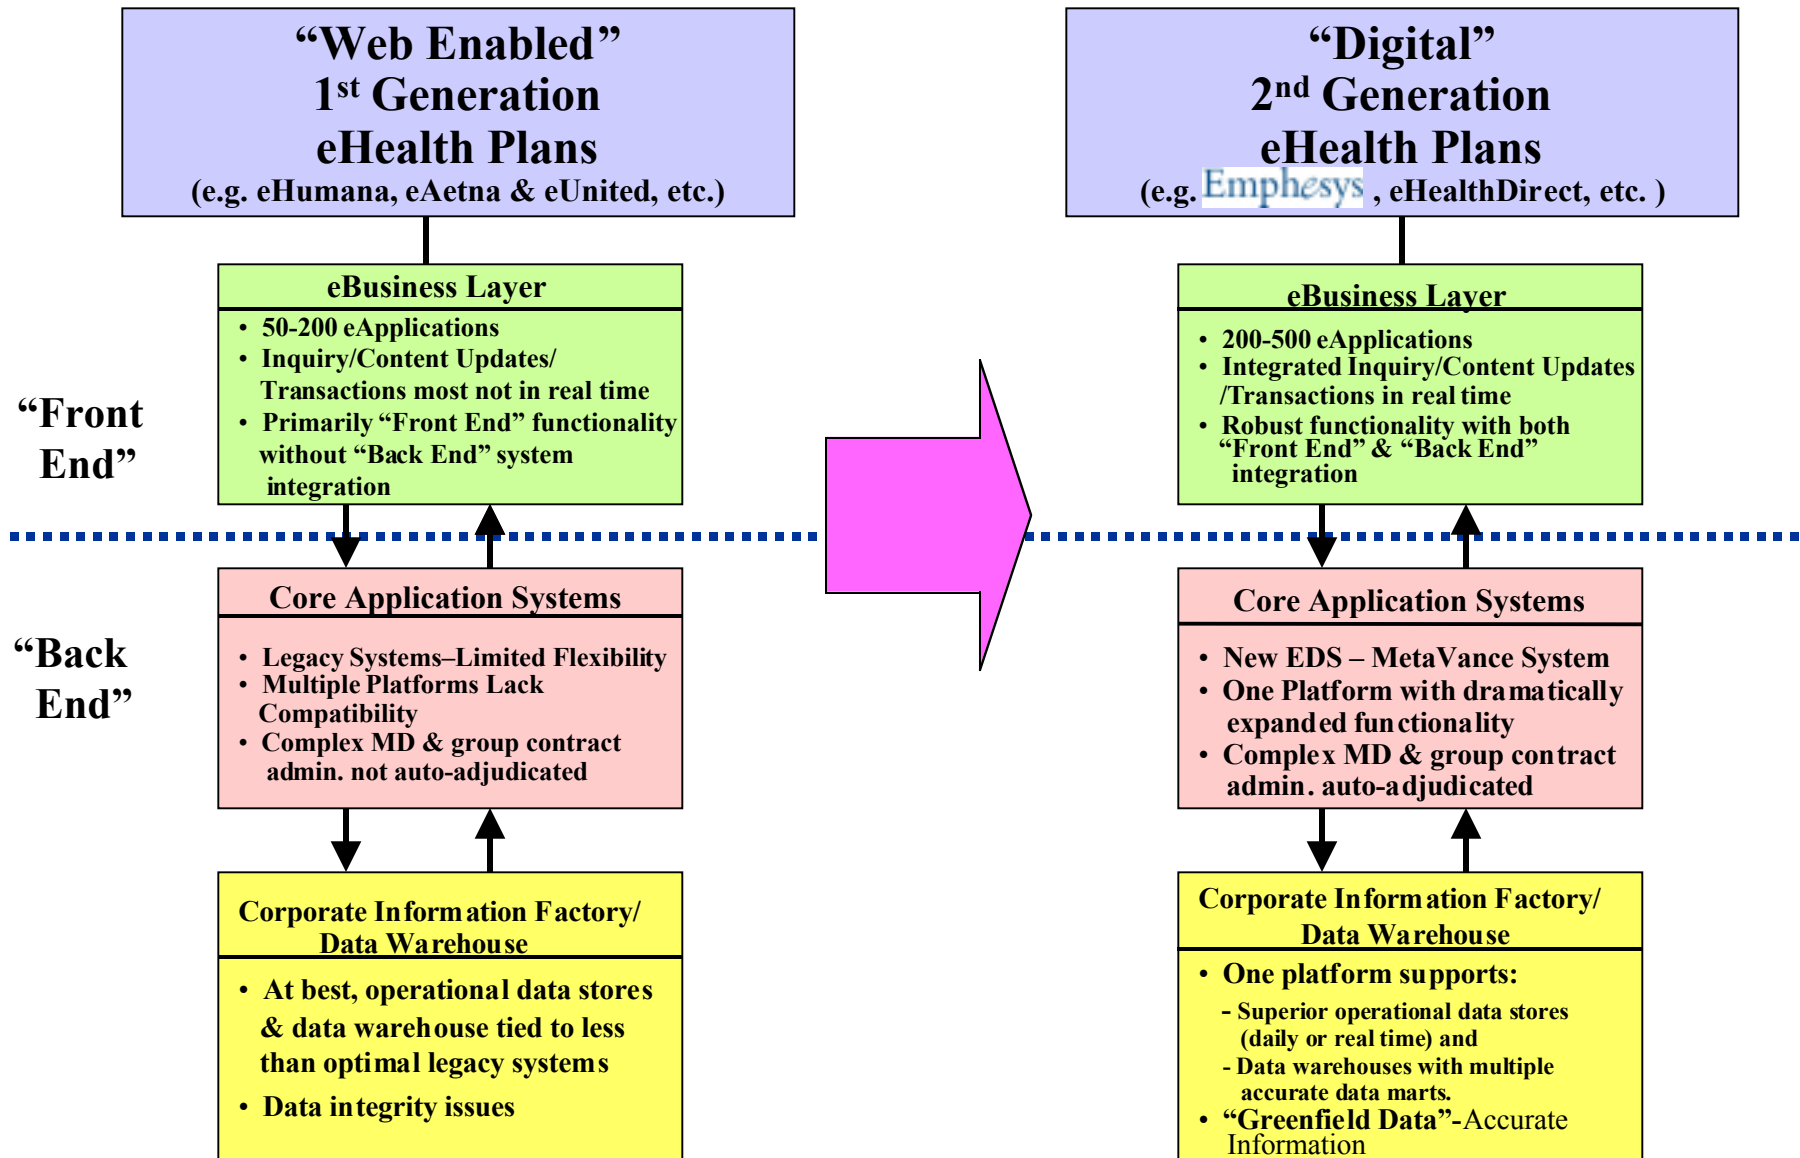 “Web Enabled”
1st Generation
eHealth Plans
(e.g. eHumana, eAetna & eUnited, etc.)
“Digital”
2nd Generation
eHealth Plans
(e.g. Emphesys , eHealthDirect, etc. )
“Front
End”
eBusiness Layer
• 50-200 eApplications
• Inquiry/Content Updates/
Transactions most not in real time
• Primarily “Front End” functionality
without “Back End” system
integration
eBusiness Layer
• 200-500 eApplications
• Integrated Inquiry/Content Updates
/Transactions in real time
• Robust functionality with both
“Front End” & “Back End”
integration
“Back
End”
Core Application Systems
• Legacy Systems–Limited Flexibility
• Multiple Platforms Lack
Compatibility
• Complex MD & group contract
admin. not auto-adjudicated
Core Application Systems
• New EDS – MetaVance System
• One Platform with dramatically
expanded functionality
• Complex MD & group contract
admin. auto-adjudicated
Corporate Information Factory/
Data Warehouse
• At best, operational data stores
& data warehouse tied to less
than optimal legacy systems
• Data integrity issues
Corporate Information Factory/
Data Warehouse
• One platform supports:
- Superior operational data stores
(daily or real time) and
- Data warehouses with multiple
accurate data marts.
• “Greenfield Data”-Accurate
Information